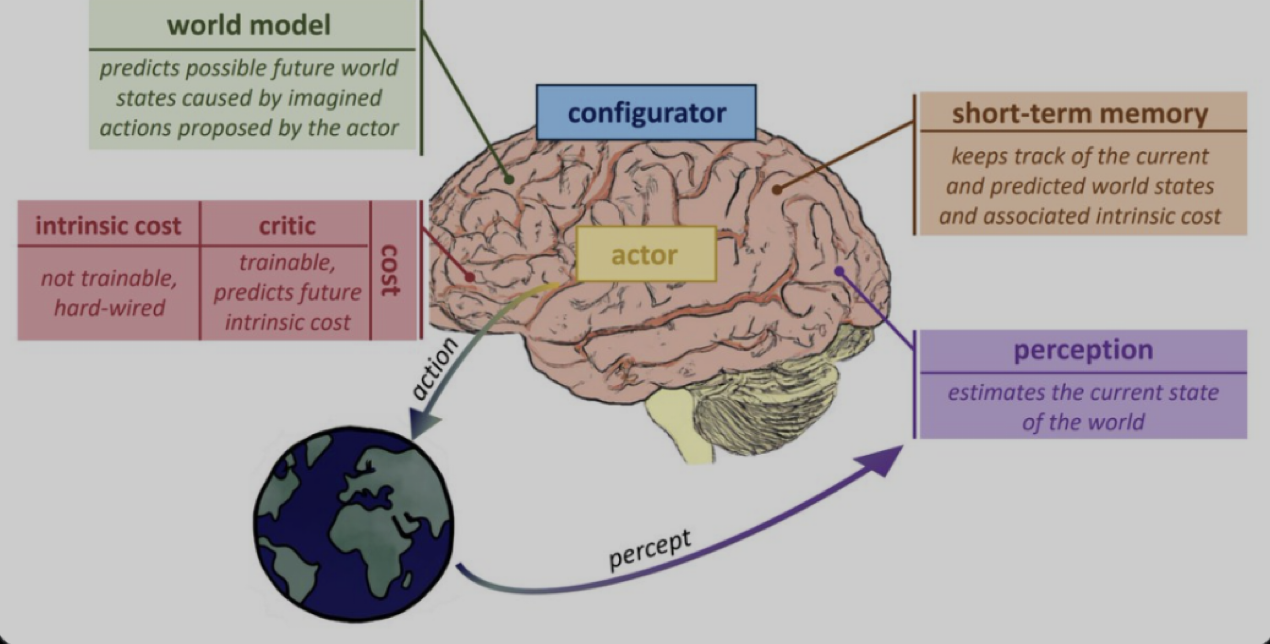 world model
predicts possible future world
states caused by imagined
actions proposed by the actor
configurator
short-term memory
keeps track of the current
and predicted world states
and associated intrinsic cost
intrinsic cost
not trainable,
hard-wired
critic
trainable,
predicts future
intrinsic cost
cost
actor
perception
estimates the current state
of the world
action
percept